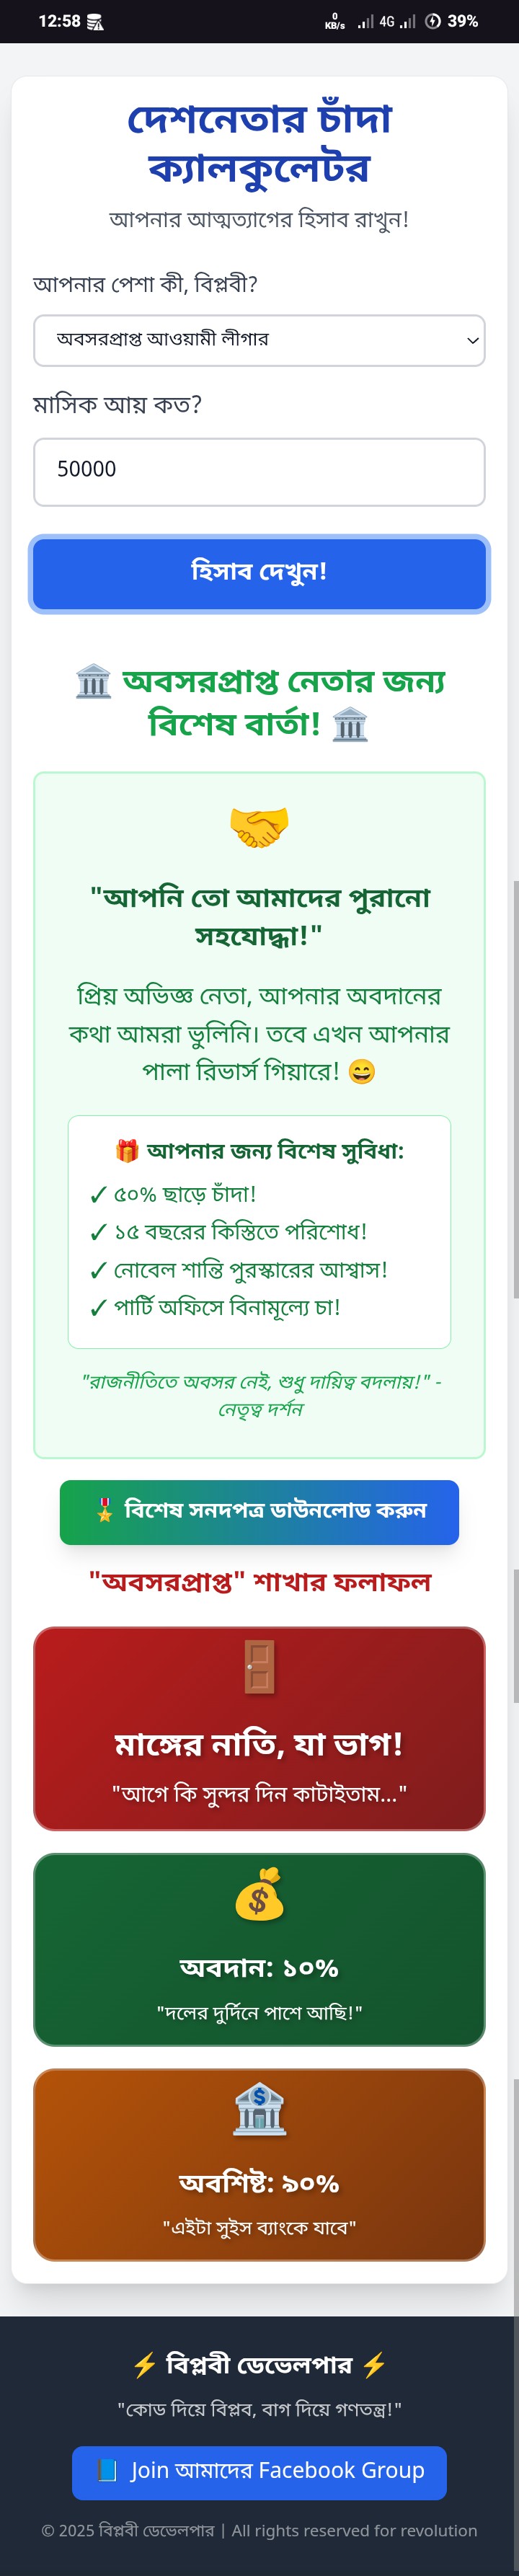 12:58
0
KB/s
4G
39%
দেশনেতার চাঁদা
ক্যালকুলেটর
আপনার আত্মত্যাগের হিসাব রাখুন!
আপনার পেশা কী, বিপ্লবী?
অবসরপ্রাপ্ত আওয়ামী লীগার
মাসিক আয় কত?
50000
হিসাব দেখুন!
🏛️ অবসরপ্রাপ্ত নেতার জন্য
বিশেষ বার্তা! 🏛️
🤝
"আপনি তো আমাদের পুরানো
সহযোদ্ধা!"
প্রিয় অভিজ্ঞ নেতা, আপনার অবদানের
কথা আমরা ভুলিনি। তবে এখন আপনার
পালা রিভার্স গিয়ারে! 😄
🎁 আপনার জন্য বিশেষ সুবিধা:
✓ ৫০% ছাড়ে চাঁদা!
✓ ১৫ বছরের কিস্তিতে পরিশোধ!
✓ নোবেল শান্তি পুরস্কারের আশ্বাস!
✓ পার্টি অফিসে বিনামূল্যে চা!
"রাজনীতিতে অবসর নেই, শুধু দায়িত্ব বদলায়!" -
নেতৃত্ব দর্শন
🎖️ বিশেষ সনদপত্র ডাউনলোড করুন
"অবসরপ্রাপ্ত" শাখার ফলাফল
🚪
মাঙ্গের নাতি, যা ভাগ!
"আগে কি সুন্দর দিন কাটাইতাম..."
💰
অবদান: ১০%
"দলের দুর্দিনে পাশে আছি!"
🏦
অবশিষ্ট: ৯০%
"এইটা সুইস ব্যাংকে যাবে"
⚡ বিপ্লবী ডেভেলপার ⚡
"কোড দিয়ে বিপ্লব, বাগ দিয়ে গণতন্ত্র!"
📘 Join আমাদের Facebook Group
© 2025 বিপ্লবী ডেভেলপার | All rights reserved for revolution